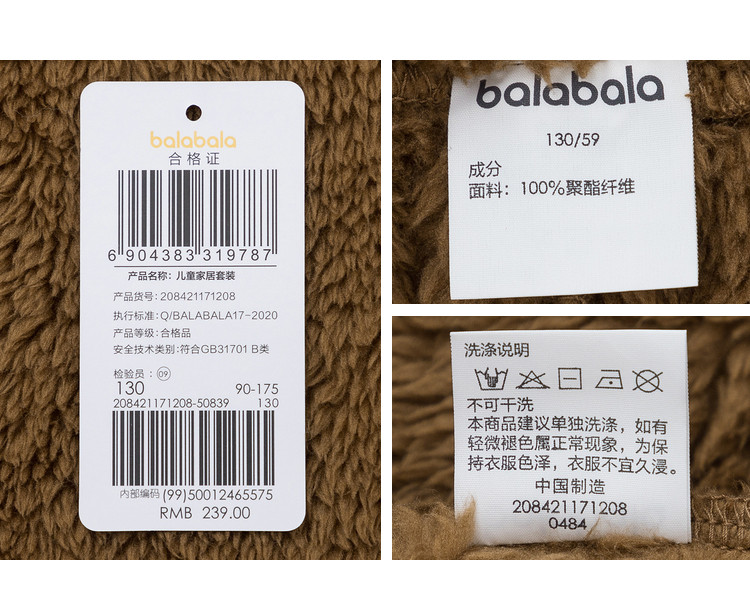 balabala
合格证
6 904383 319787
产品名称：儿童家居套装
产品货号：208421171208
执行标准：Q/BALABALA17-2020
产品等级：合格品
安全技术类别：符合GB31701 B类
检验员：09
130 90-175
208421171208-50839 130
内部编码 (99)50012465575
RMB 239.00
balabala
130/59
成分
面料：100%聚酯纤维
洗涤说明
不可干洗
本商品建议单独洗涤，如有
轻微褪色属正常现象，为保
持衣服色泽，衣服不宜久浸。
中国制造
208421171208
0484